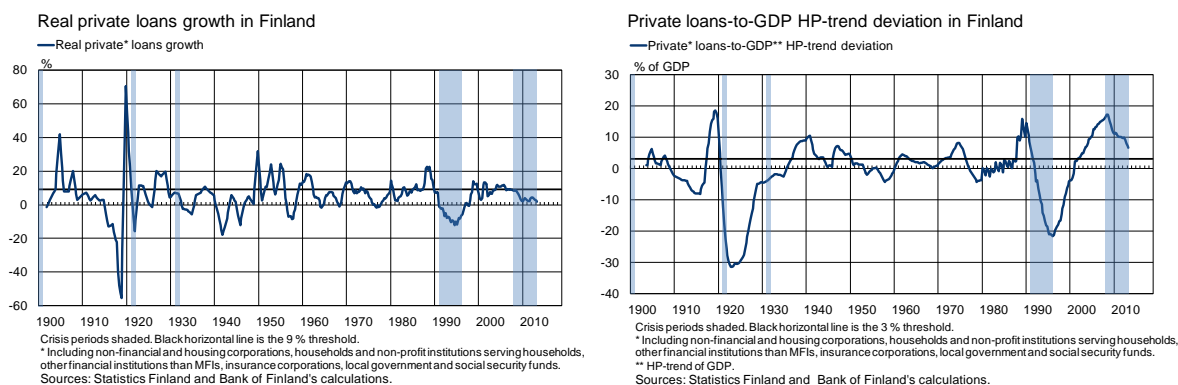 Real private loans growth in Finland
Real private* loans growth
%
80
60
40
20
0
-20
-40
-60
1900 1910 1920 1930 1940 1950 1960 1970 1980 1990 2000 2010
Crisis periods shaded. Black horizontal line is the 9 % threshold.
* Including non-financial and housing corporations, households and non-profit institutions serving households,
other financial institutions than MFIs, insurance corporations, local government and social security funds.
Sources: Statistics Finland and Bank of Finland's calculations.
Private loans-to-GDP HP-trend deviation in Finland
Private* loans-to-GDP** HP-trend deviation
% of GDP
30
20
10
0
-10
-20
-30
-40
1900 1910 1920 1930 1940 1950 1960 1970 1980 1990 2000 2010
Crisis periods shaded. Black horizontal line is the 3 % threshold.
* Including non-financial and housing corporations, households and non-profit institutions serving households,
other financial institutions than MFIs, insurance corporations, local government and social security funds.
** HP-trend of GDP.
Sources: Statistics Finland and Bank of Finland's calculations.